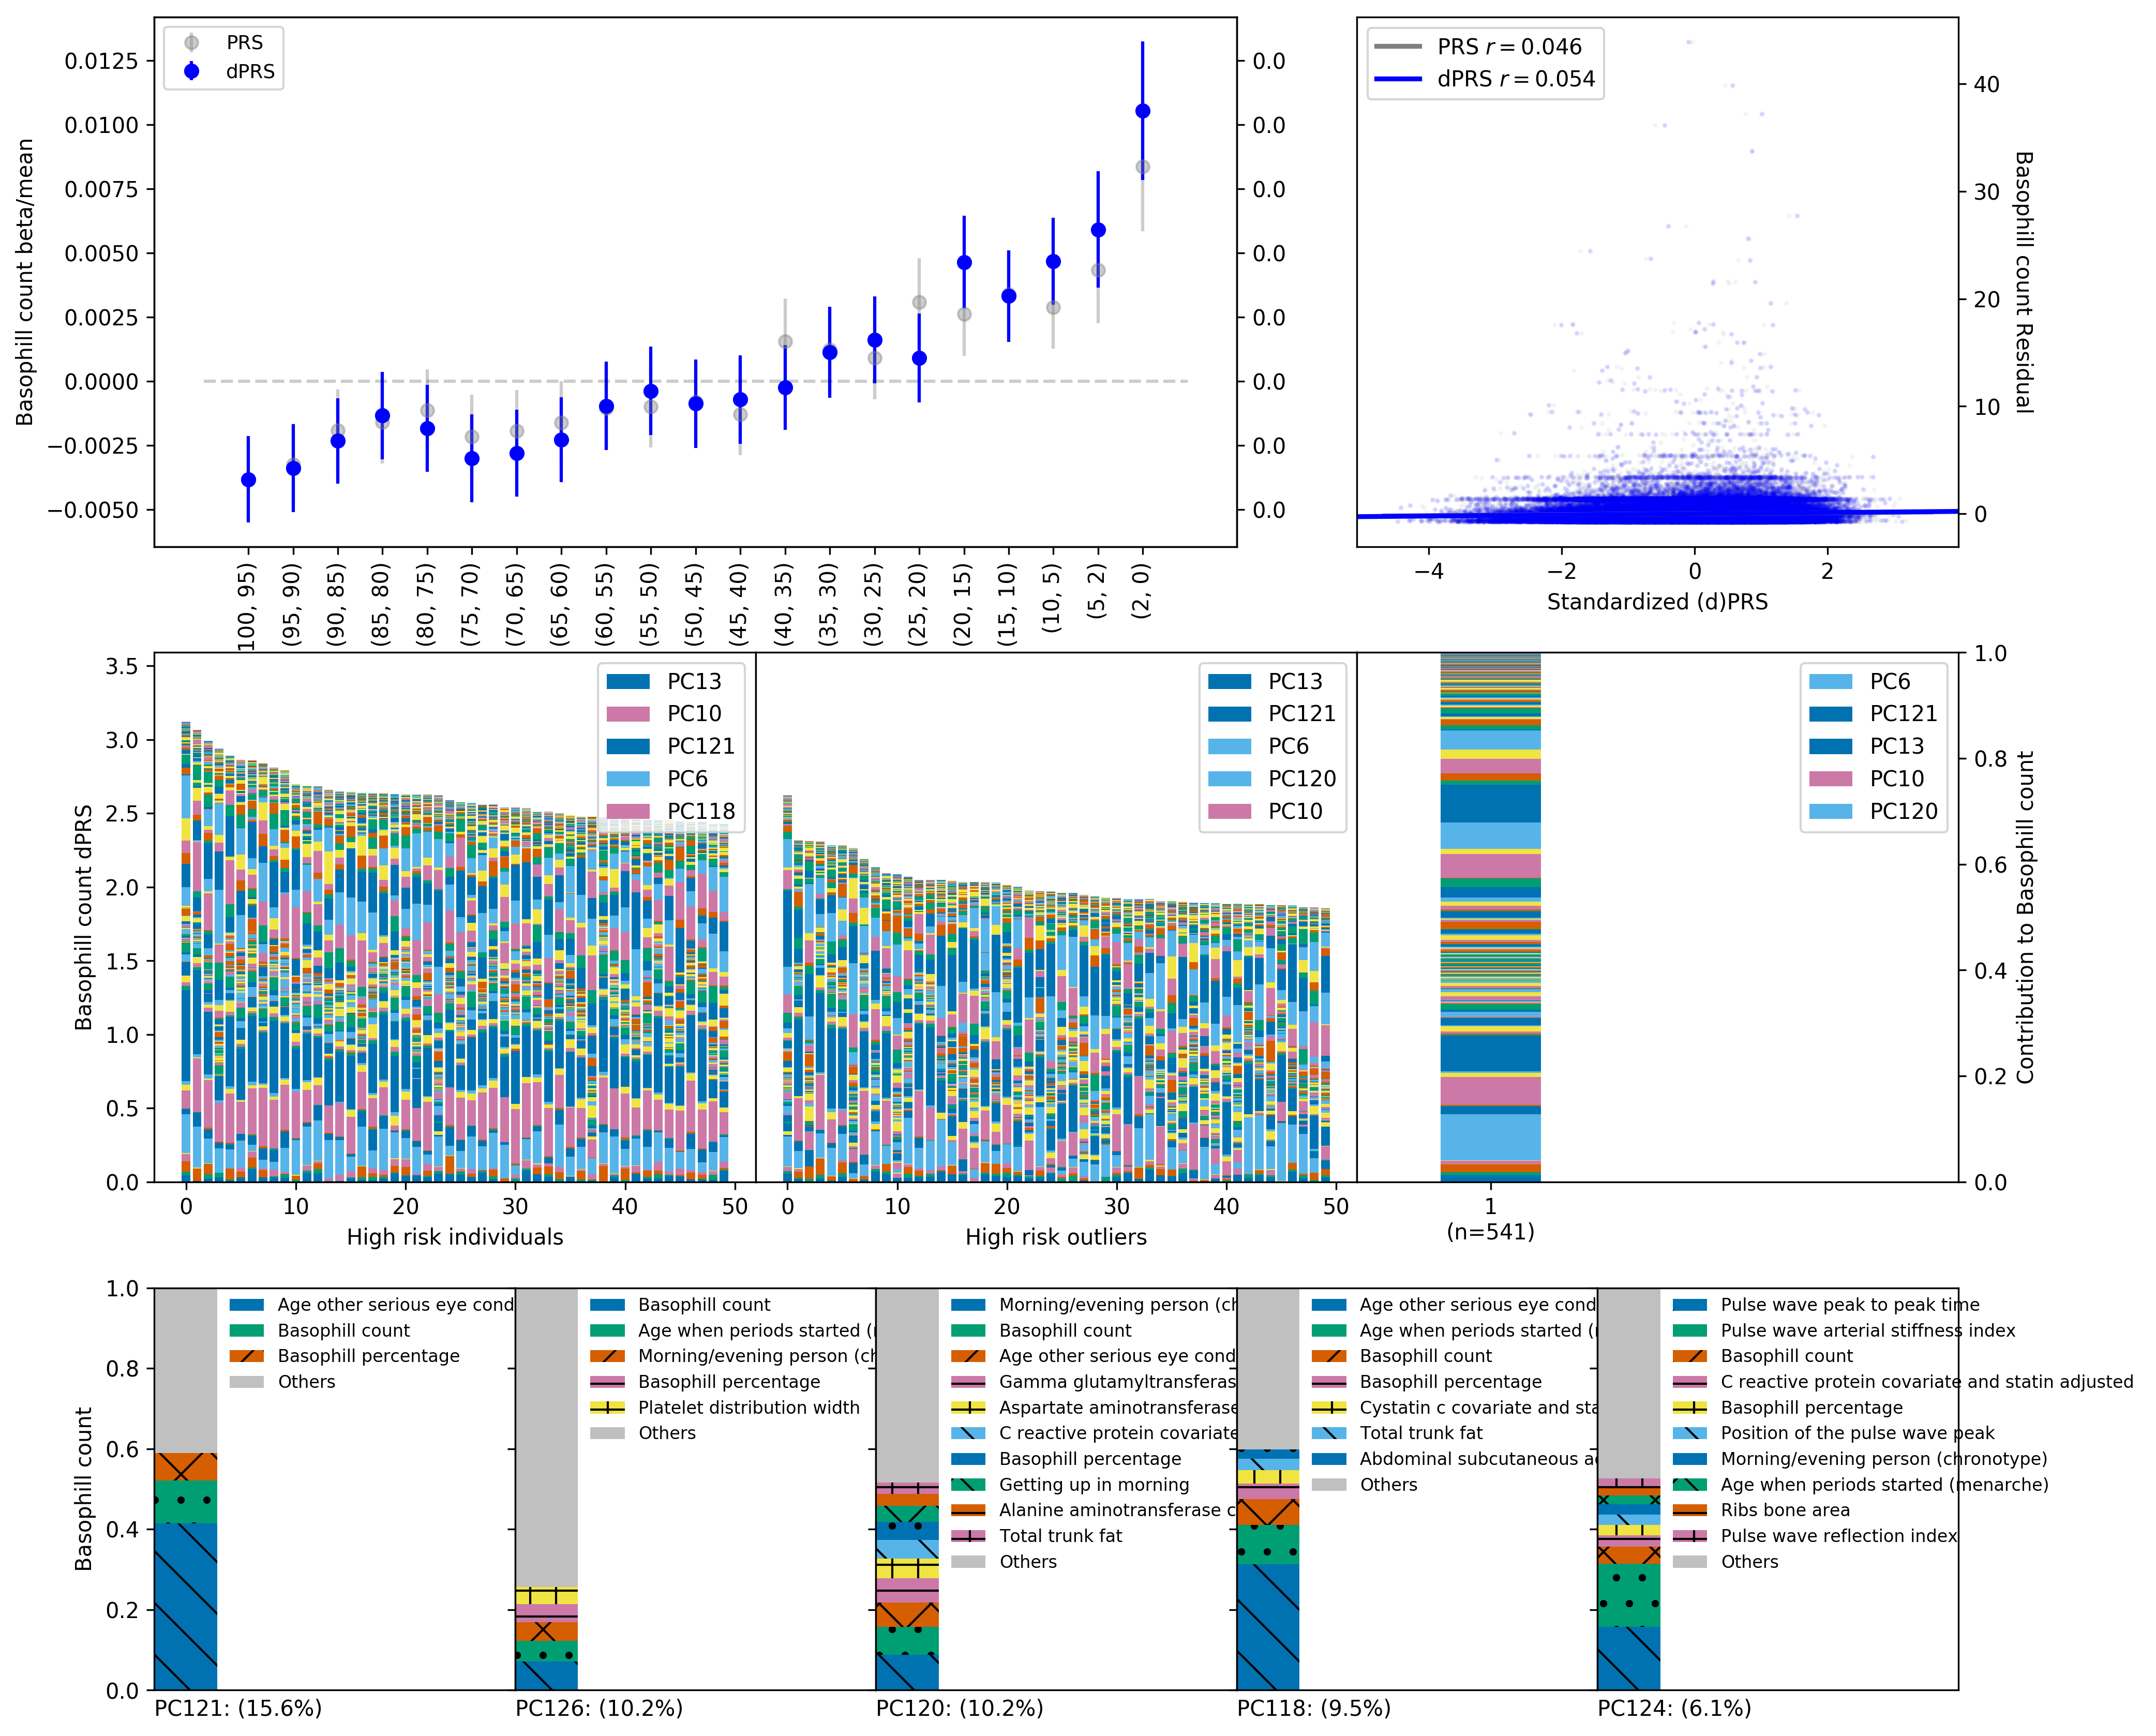 PRS
dPRS
0.0125
0.0100
0.0075
0.0050
0.0025
0.0000
−0.0025
−0.0050
Basophill count beta/mean
0.0
0.0
0.0
0.0
0.0
0.0
0.0
0.0
100, 95)
(95, 90)
(90, 85)
(85, 80)
(80, 75)
(75, 70)
(70, 65)
(65, 60)
(60, 55)
(55, 50)
(50, 45)
(45, 40)
(40, 35)
(35, 30)
(30, 25)
(25, 20)
(20, 15)
(15, 10)
(10, 5)
(5, 2)
(2, 0)
PRS r = 0.046
dPRS r = 0.054
40
30
20
10
0
Basophill count Residual
−4
−2
0
2
Standardized (d)PRS
3.5
3.0
2.5
2.0
1.5
1.0
0.5
0.0
Basophill count dPRS
PC13
PC10
PC121
PC6
PC118
0
10
20
30
40
50
High risk individuals
PC13
PC121
PC6
PC120
PC10
0
10
20
30
40
50
High risk outliers
PC6
PC121
PC13
PC10
PC120
1
(n=541)
1.0
0.8
0.6
0.4
0.2
0.0
Contribution to Basophill count
1.0
0.8
0.6
0.4
0.2
0.0
Basophill count
Age other serious eye cond
Basophill count
Basophill percentage
Others
PC121: (15.6%)
Basophill count
Age when periods started (
Morning/evening person (ch
Basophill percentage
Platelet distribution width
Others
PC126: (10.2%)
Morning/evening person (ch
Basophill count
Age other serious eye cond
Gamma glutamyltransferas
Aspartate aminotransferase
C reactive protein covariate
Basophill percentage
Getting up in morning
Alanine aminotransferase c
Total trunk fat
Others
PC120: (10.2%)
Age other serious eye cond
Age when periods started (
Basophill count
Basophill percentage
Cystatin c covariate and sta
Total trunk fat
Abdominal subcutaneous a
Others
PC118: (9.5%)
Pulse wave peak to peak time
Pulse wave arterial stiffness index
Basophill count
C reactive protein covariate and statin adjusted
Basophill percentage
Position of the pulse wave peak
Morning/evening person (chronotype)
Age when periods started (menarche)
Ribs bone area
Pulse wave reflection index
Others
PC124: (6.1%)